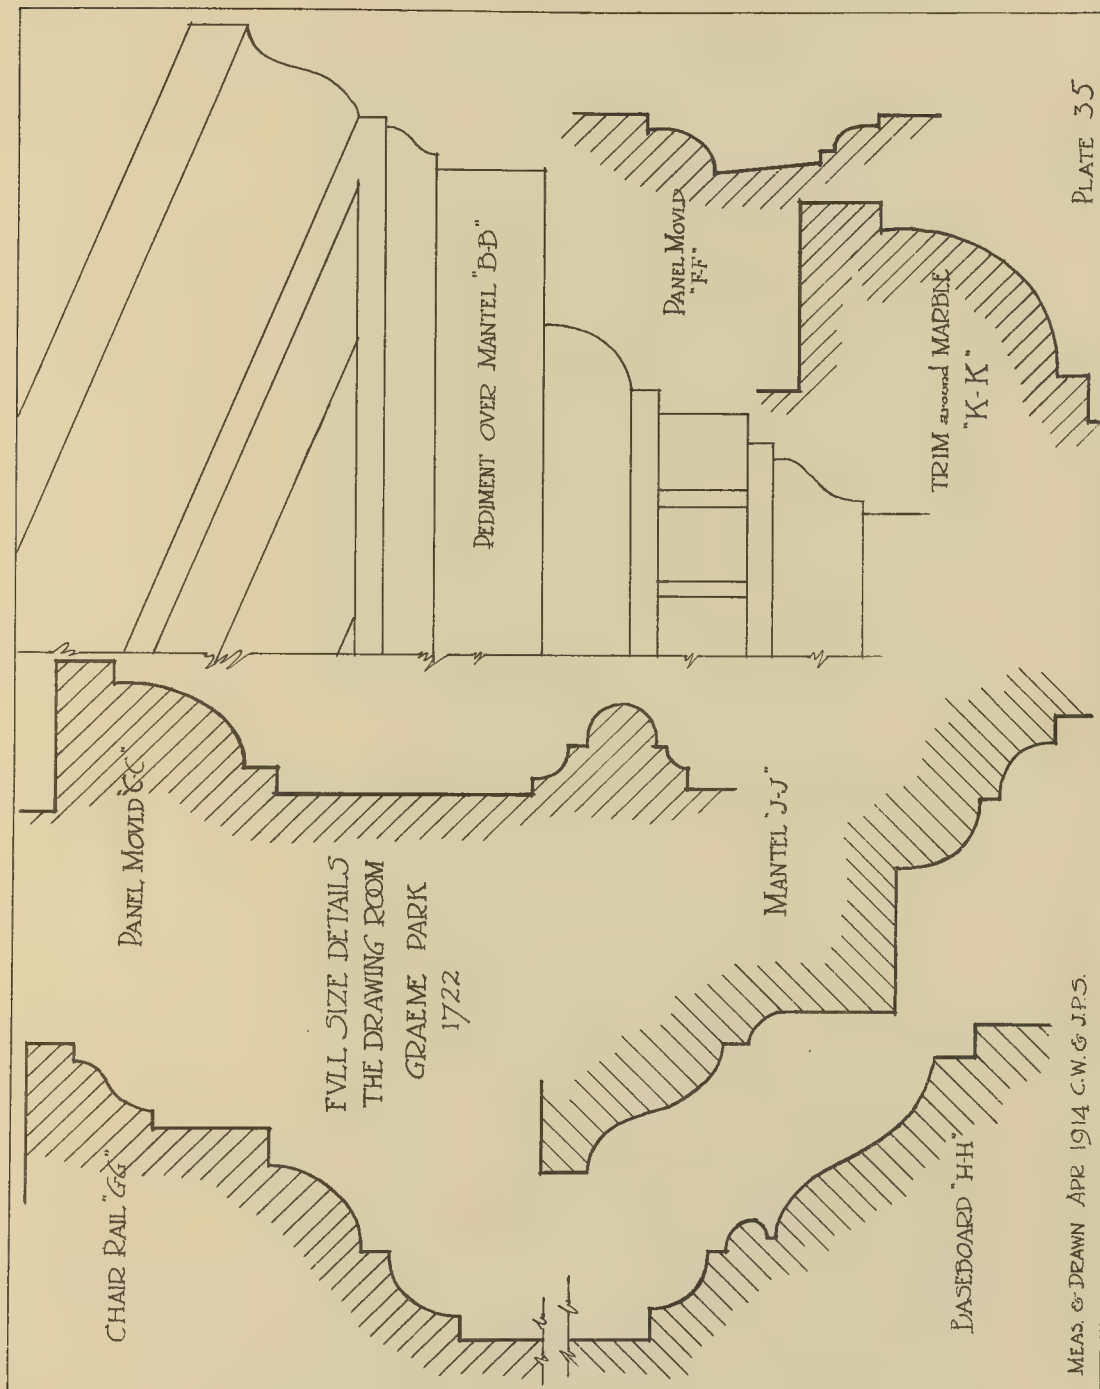 CHAIR RAIL "G-G"
PANEL MOVLD "C-C"
FVLL SIZE DETAILS
THE DRAWING ROOM
GRAEME PARK
1722
PEDIMENT OVER MANTEL "B-B"
PANEL MOVLD
"F-F"
MANTEL "J-J"
BASEBOARD "H-H"
TRIM around MARBLE
"K-K"
MEAS. & DRAWN APR 1914 C.W. & J.P.S.
PLATE 35